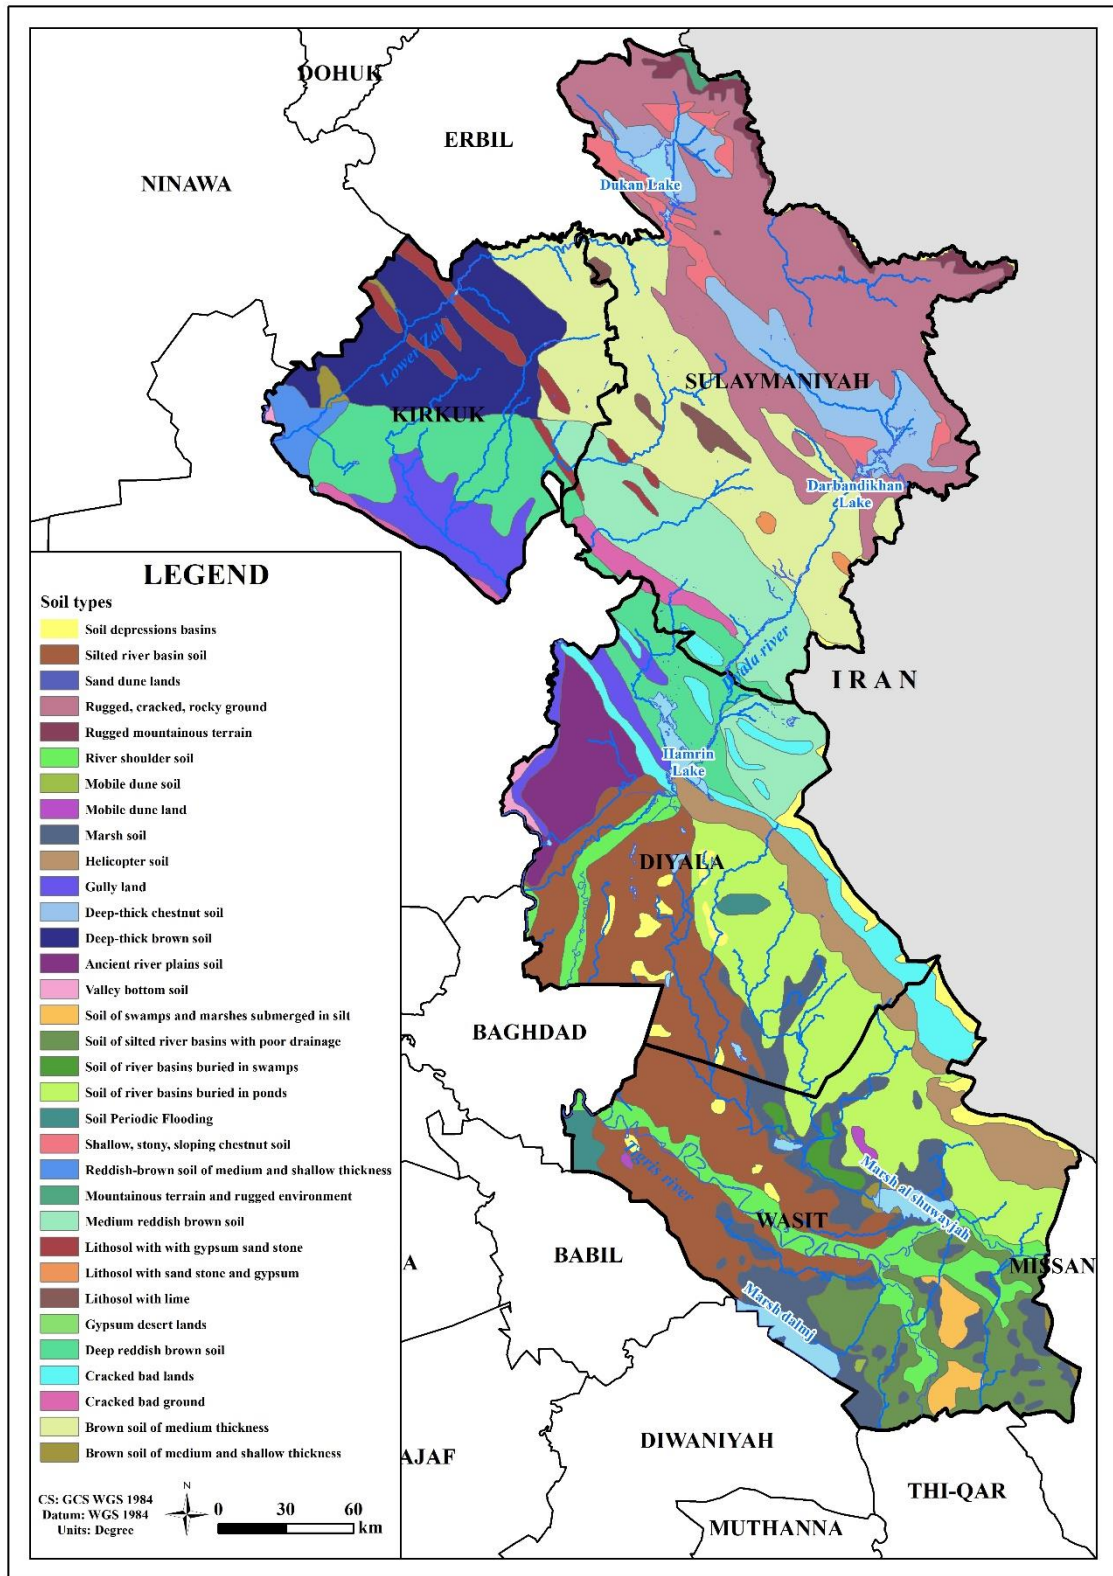 DOHUK
ERBIL
NINAWA
Dukan Lake
SULAYMANIYAH
Lower Zab
KIRKUK
Darbandikhan
Lake
LEGEND
Soil types
Soil depressions basins
Silted river basin soil
Sand dune lands
Rugged, cracked, rocky ground
Rugged mountainous terrain
River shoulder soil
Mobile dune soil
Mobile dune land
Marsh soil
Helicopter soil
Gully land
Deep-thick chestnut soil
Deep-thick brown soil
Ancient river plains soil
Valley bottom soil
Soil of swamps and marshes submerged in silt
Soil of silted river basins with poor drainage
Soil of river basins buried in swamps
Soil of river basins buried in ponds
Soil Periodic Flooding
Shallow, stony, sloping chestnut soil
Reddish-brown soil of medium and shallow thickness
Mountainous terrain and rugged environment
Medium reddish brown soil
Lithosol with with gypsum sand stone
Lithosol with sand stone and gypsum
Lithosol with lime
Gypsum desert lands
Deep reddish brown soil
Cracked bad lands
Cracked bad ground
Brown soil of medium thickness
Brown soil of medium and shallow thickness
CS: GCS WGS 1984
Datum: WGS 1984
Units: Degree
N
0 30 60
km
Dyala river
IRAN
Hamrin
Lake
DIYALA
BAGHDAD
Tigris river
Marsh al shuwayjah
WASIT
BABIL
MISSAN
A
Marsh dalmj
DIWANIYAH
AJAF
THI-QAR
MUTHANNA